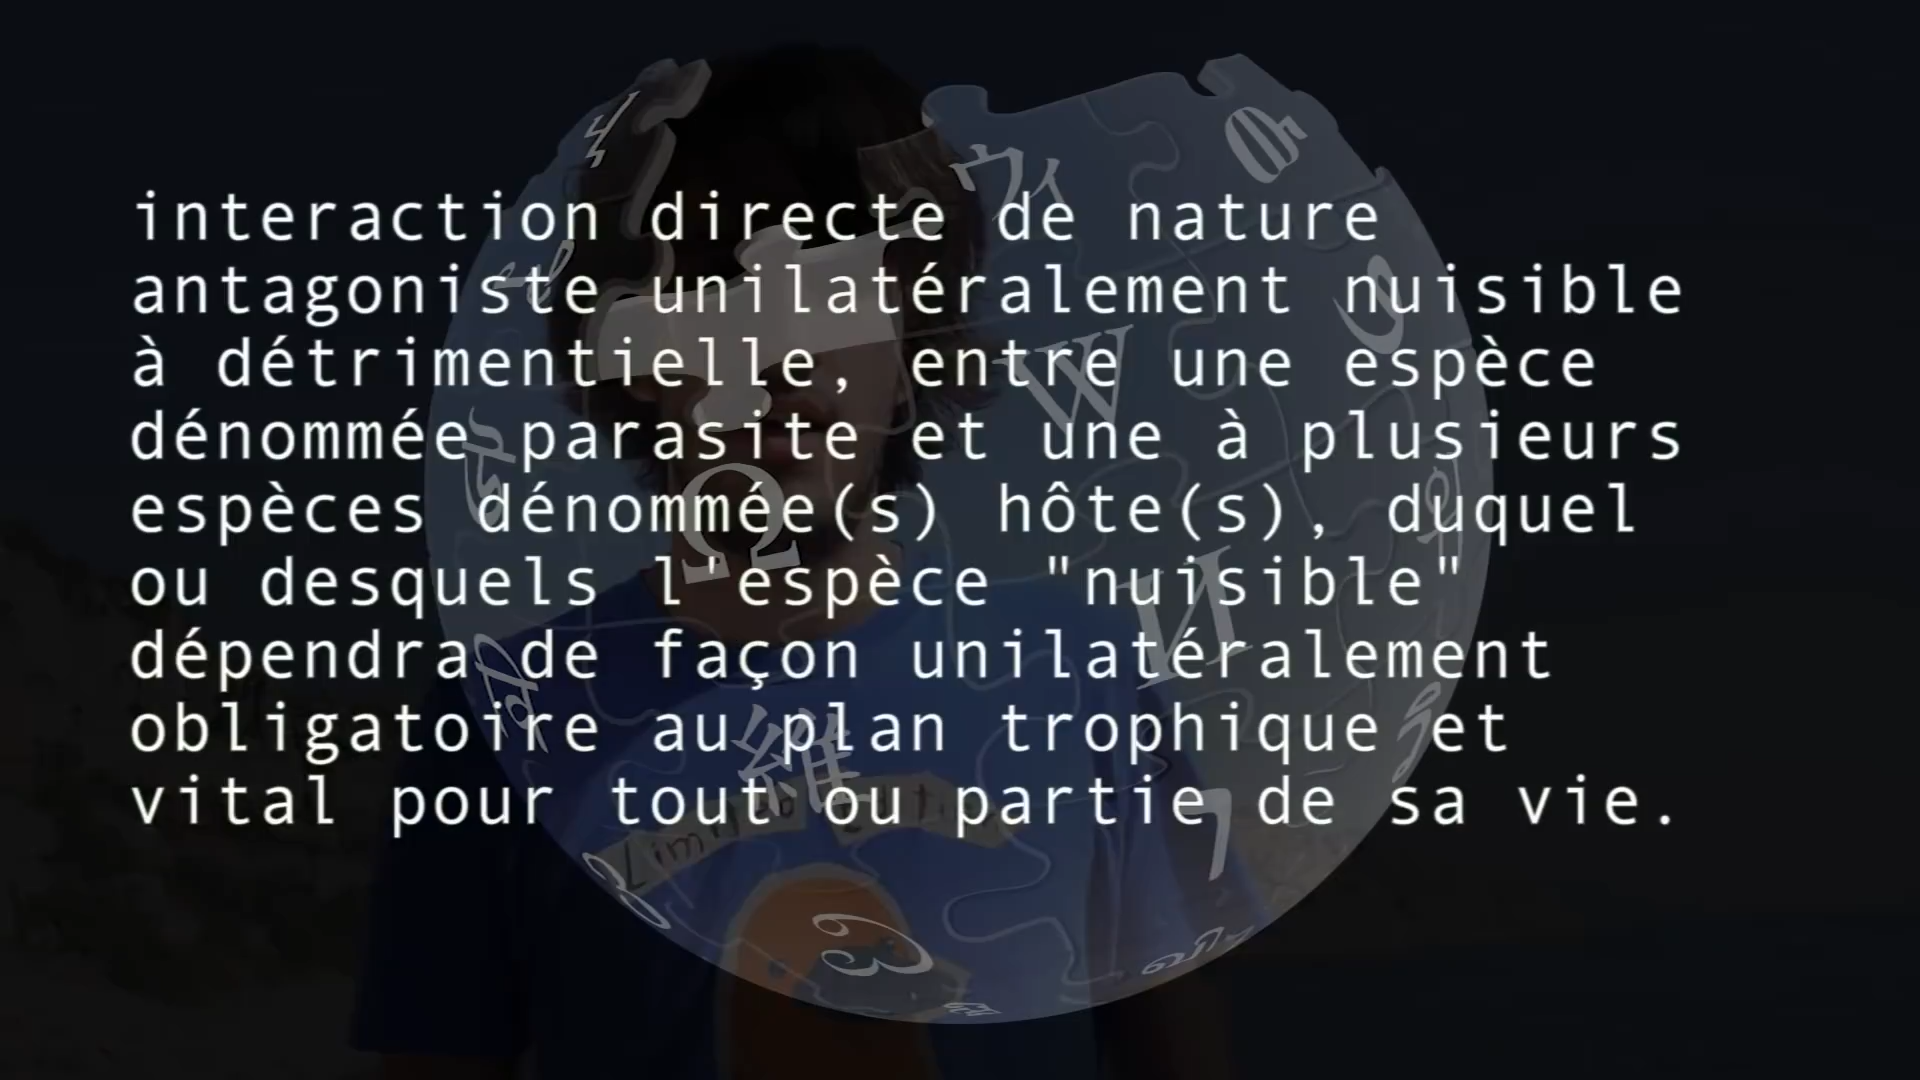 interaction directe de nature
antagoniste unilatéralement nuisible
à détrimentielle, entre une espèce
dénommée parasite et une à plusieurs
espèces dénommée(s) hôte(s), duquel
ou desquels l'espèce "nuisible"
dépendra de façon unilatéralement
obligatoire au plan trophique et
vital pour tout ou partie de sa vie.
Ω
W
И
維